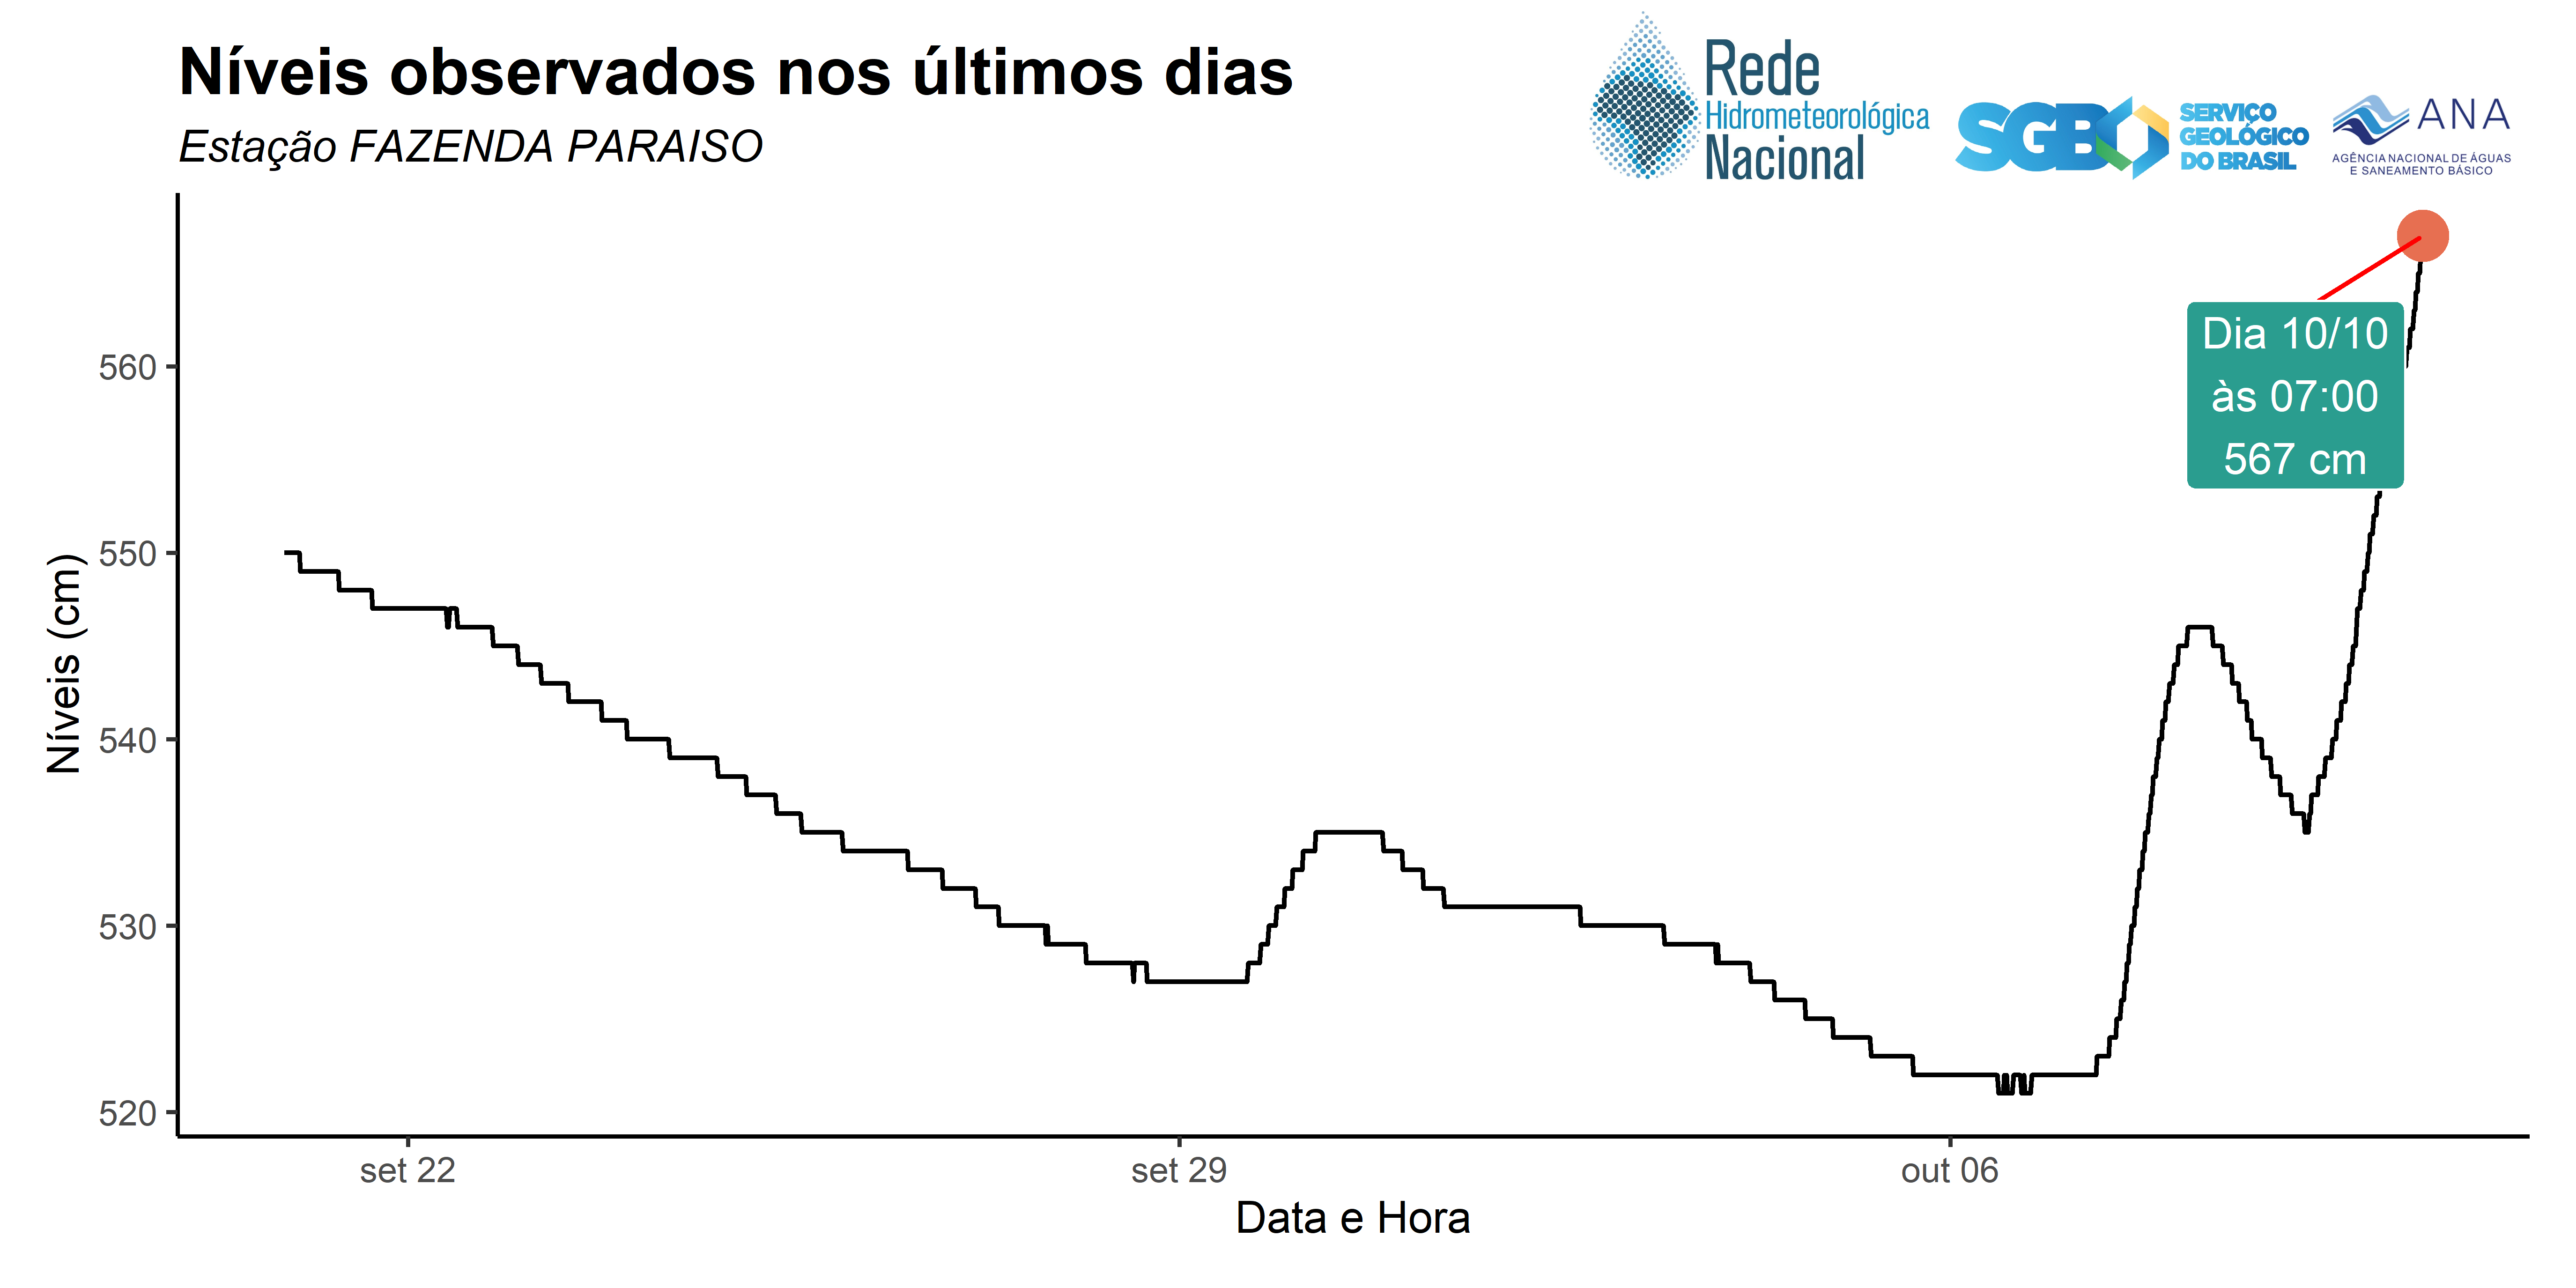 Níveis observados nos últimos dias
Estação FAZENDA PARAISO
Rede
Hidrometeorológica
Nacional
SGB
SERVIÇO
GEOLÓGICO
DO BRASIL
ANA
AGÊNCIA NACIONAL DE ÁGUAS
E SANEAMENTO BÁSICO
Dia 10/10
às 07:00
567 cm
Níveis (cm)
560
550
540
530
520
set 22
set 29
out 06
Data e Hora